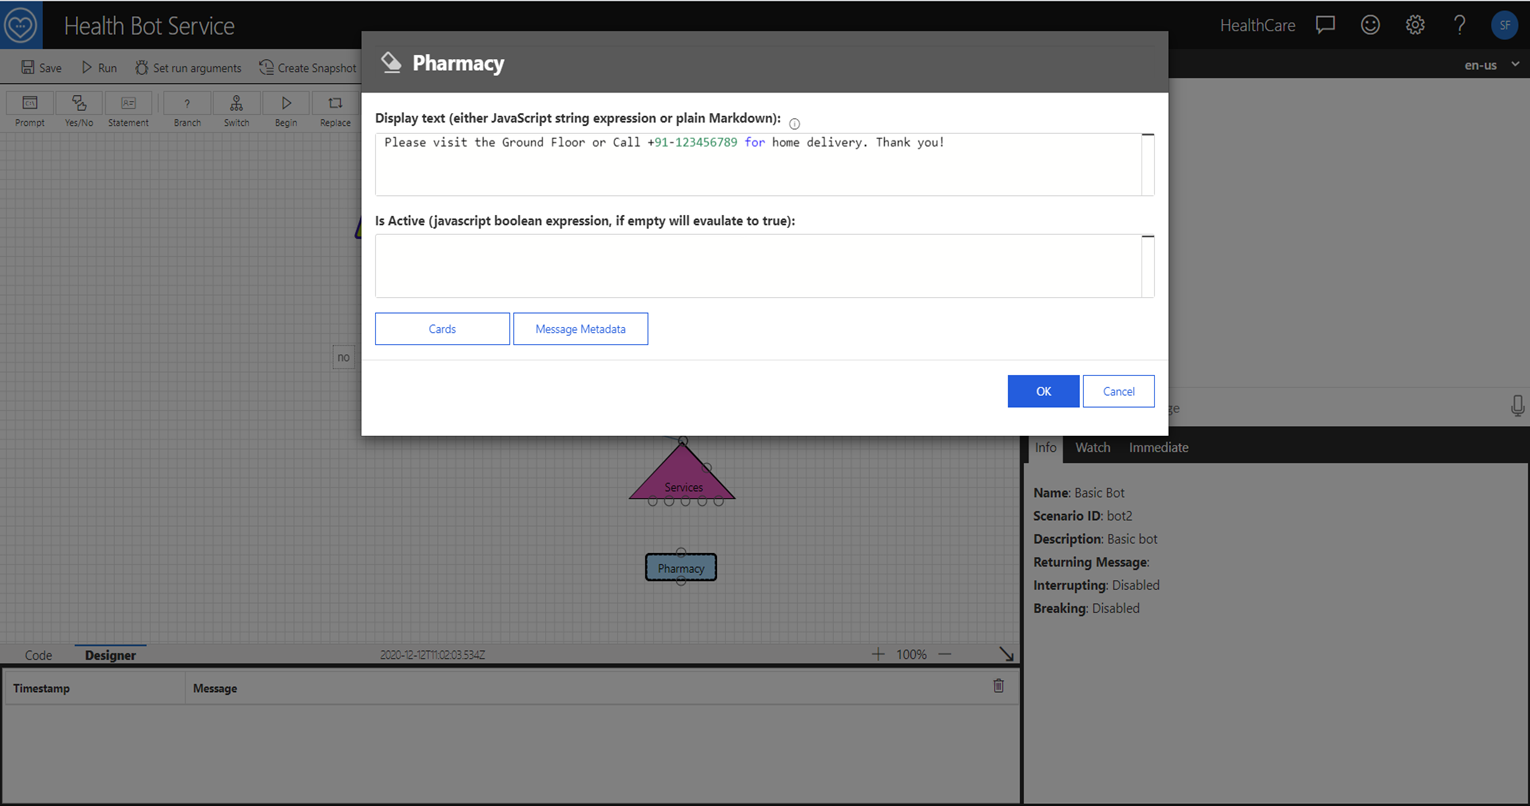 Health Bot Service
HealthCare
SF
Save
Run
Set run arguments
Create Snapshot
en-us
Prompt
Yes/No
Statement
Branch
Switch
Begin
Replace
Pharmacy
Display text (either JavaScript string expression or plain Markdown):
Please visit the Ground Floor or Call +91-123456789 for home delivery. Thank you!
Is Active (javascript boolean expression, if empty will evaulate to true):
Cards
Message Metadata
OK
Cancel
no
Services
Pharmacy
Info
Watch
Immediate
Name: Basic Bot
Scenario ID: bot2
Description: Basic bot
Returning Message:
Interrupting: Disabled
Breaking: Disabled
Code
Designer
2020-12-12T11:02:03.534Z
100%
Timestamp
Message